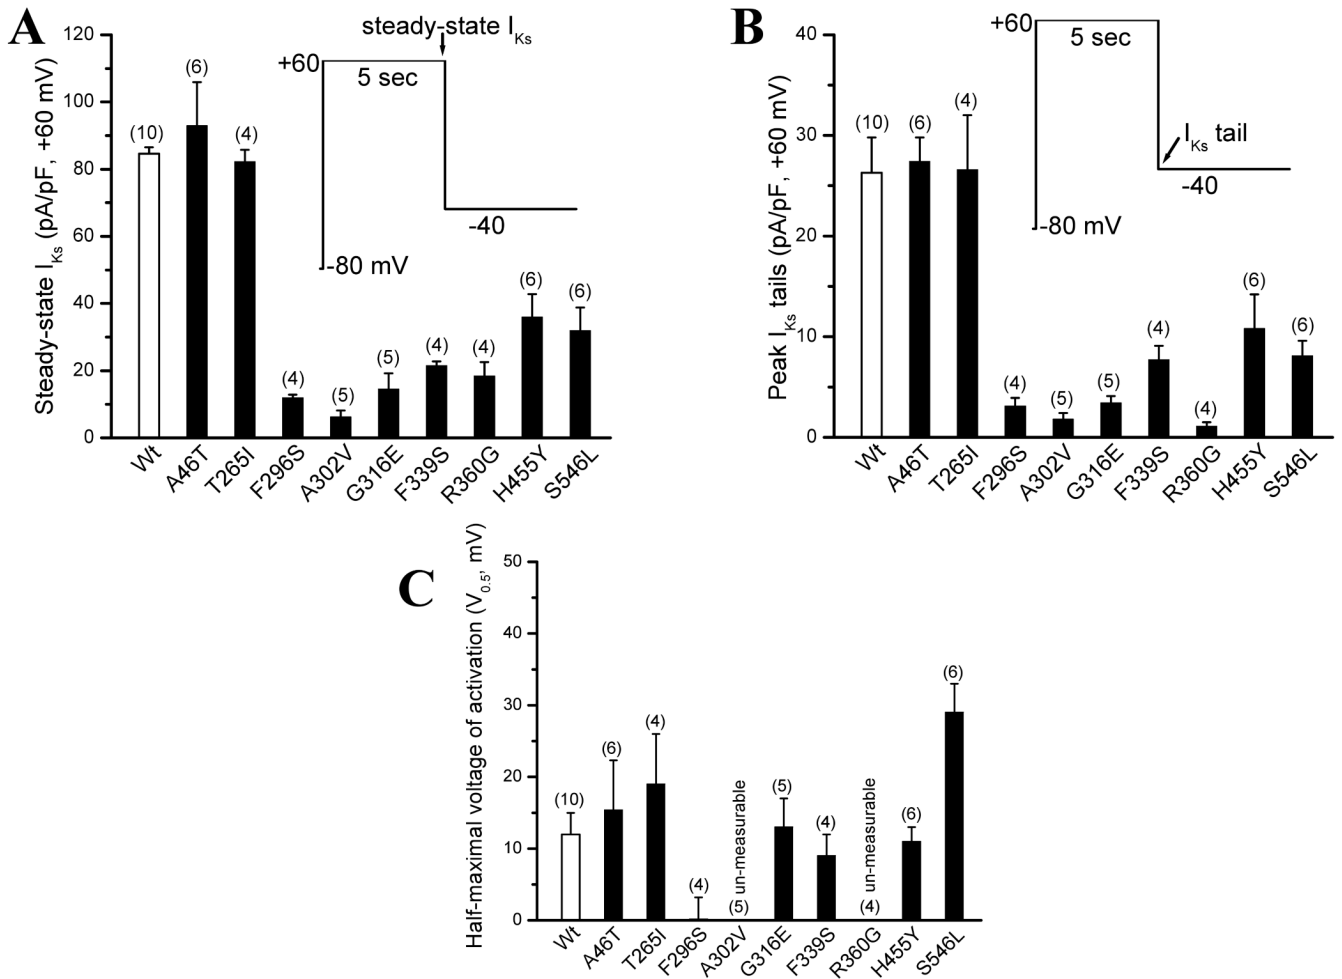 A
steady-state I_Ks
120
100
80
60
40
20
0
Steady-state I_Ks (pA/pF, +60 mV)
(10)
(6)
(4)
(4)
(5)
(5)
(4)
(4)
(6)
(6)
+60
5 sec
-40
-80 mV
Wt
A46T
T265I
F296S
A302V
G316E
F339S
R360G
H455Y
S546L
B
40
30
20
10
0
Peak I_Ks tails (pA/pF, +60 mV)
(10)
(6)
(4)
(4)
(5)
(5)
(4)
(4)
(6)
(6)
+60
5 sec
I_Ks tail
-40
-80 mV
Wt
A46T
T265I
F296S
A302V
G316E
F339S
R360G
H455Y
S546L
C
50
40
30
20
10
0
Half-maximal voltage of activation (V_0.5, mV)
(10)
(6)
(4)
(4)
un-measurable
(5)
(5)
(4)
un-measurable
(4)
(6)
(6)
Wt
A46T
T265I
F296S
A302V
G316E
F339S
R360G
H455Y
S546L